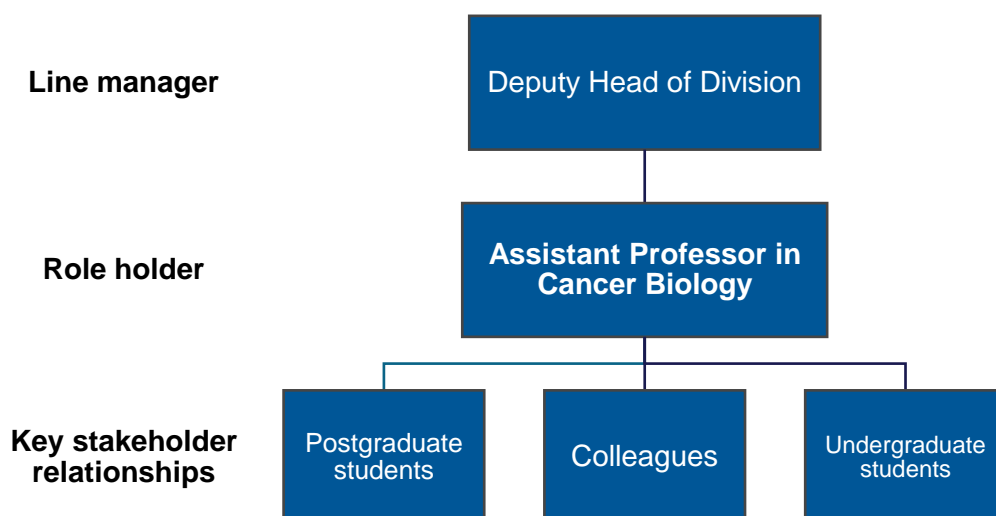 Line manager
Deputy Head of Division
Role holder
Assistant Professor in
Cancer Biology
Key stakeholder
relationships
Postgraduate
students
Colleagues
Undergraduate
students